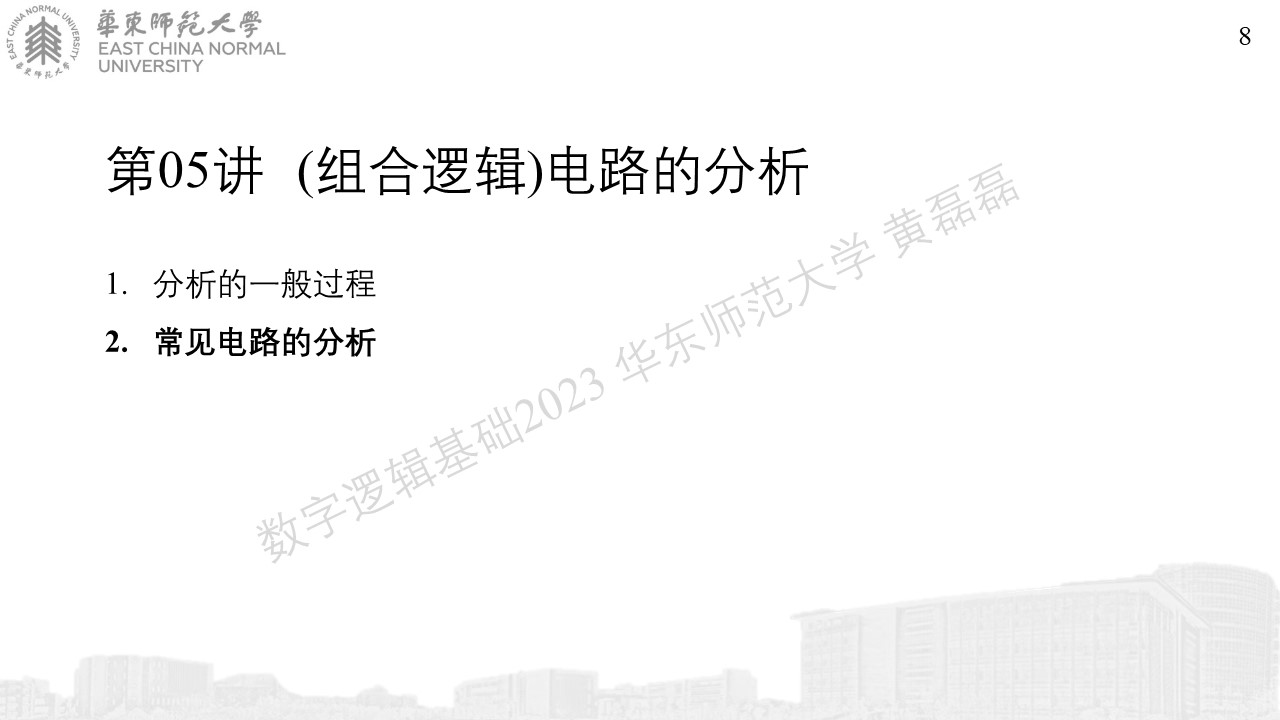 EAST CHINA NORMAL UNIVERSITY
華東師範大學
華東師範大學
EAST CHINA NORMAL
UNIVERSITY
8
第05讲 (组合逻辑)电路的分析
1. 分析的一般过程
2. 常见电路的分析
数字逻辑基础2023 华东师范大学 黄磊磊